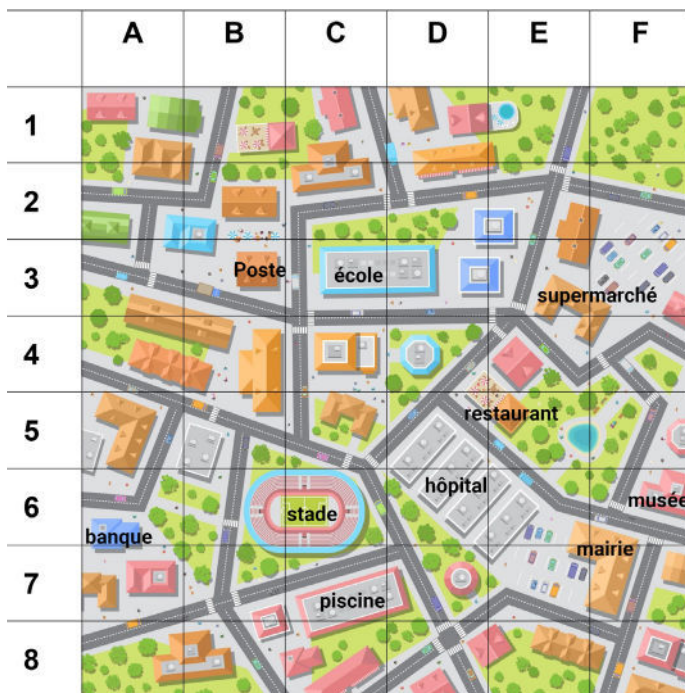 A B C D E F
1
2
3
Poste
école
supermarché
4
5
restaurant
6
hôpital
musée
stade
banque
mairie
7
piscine
8